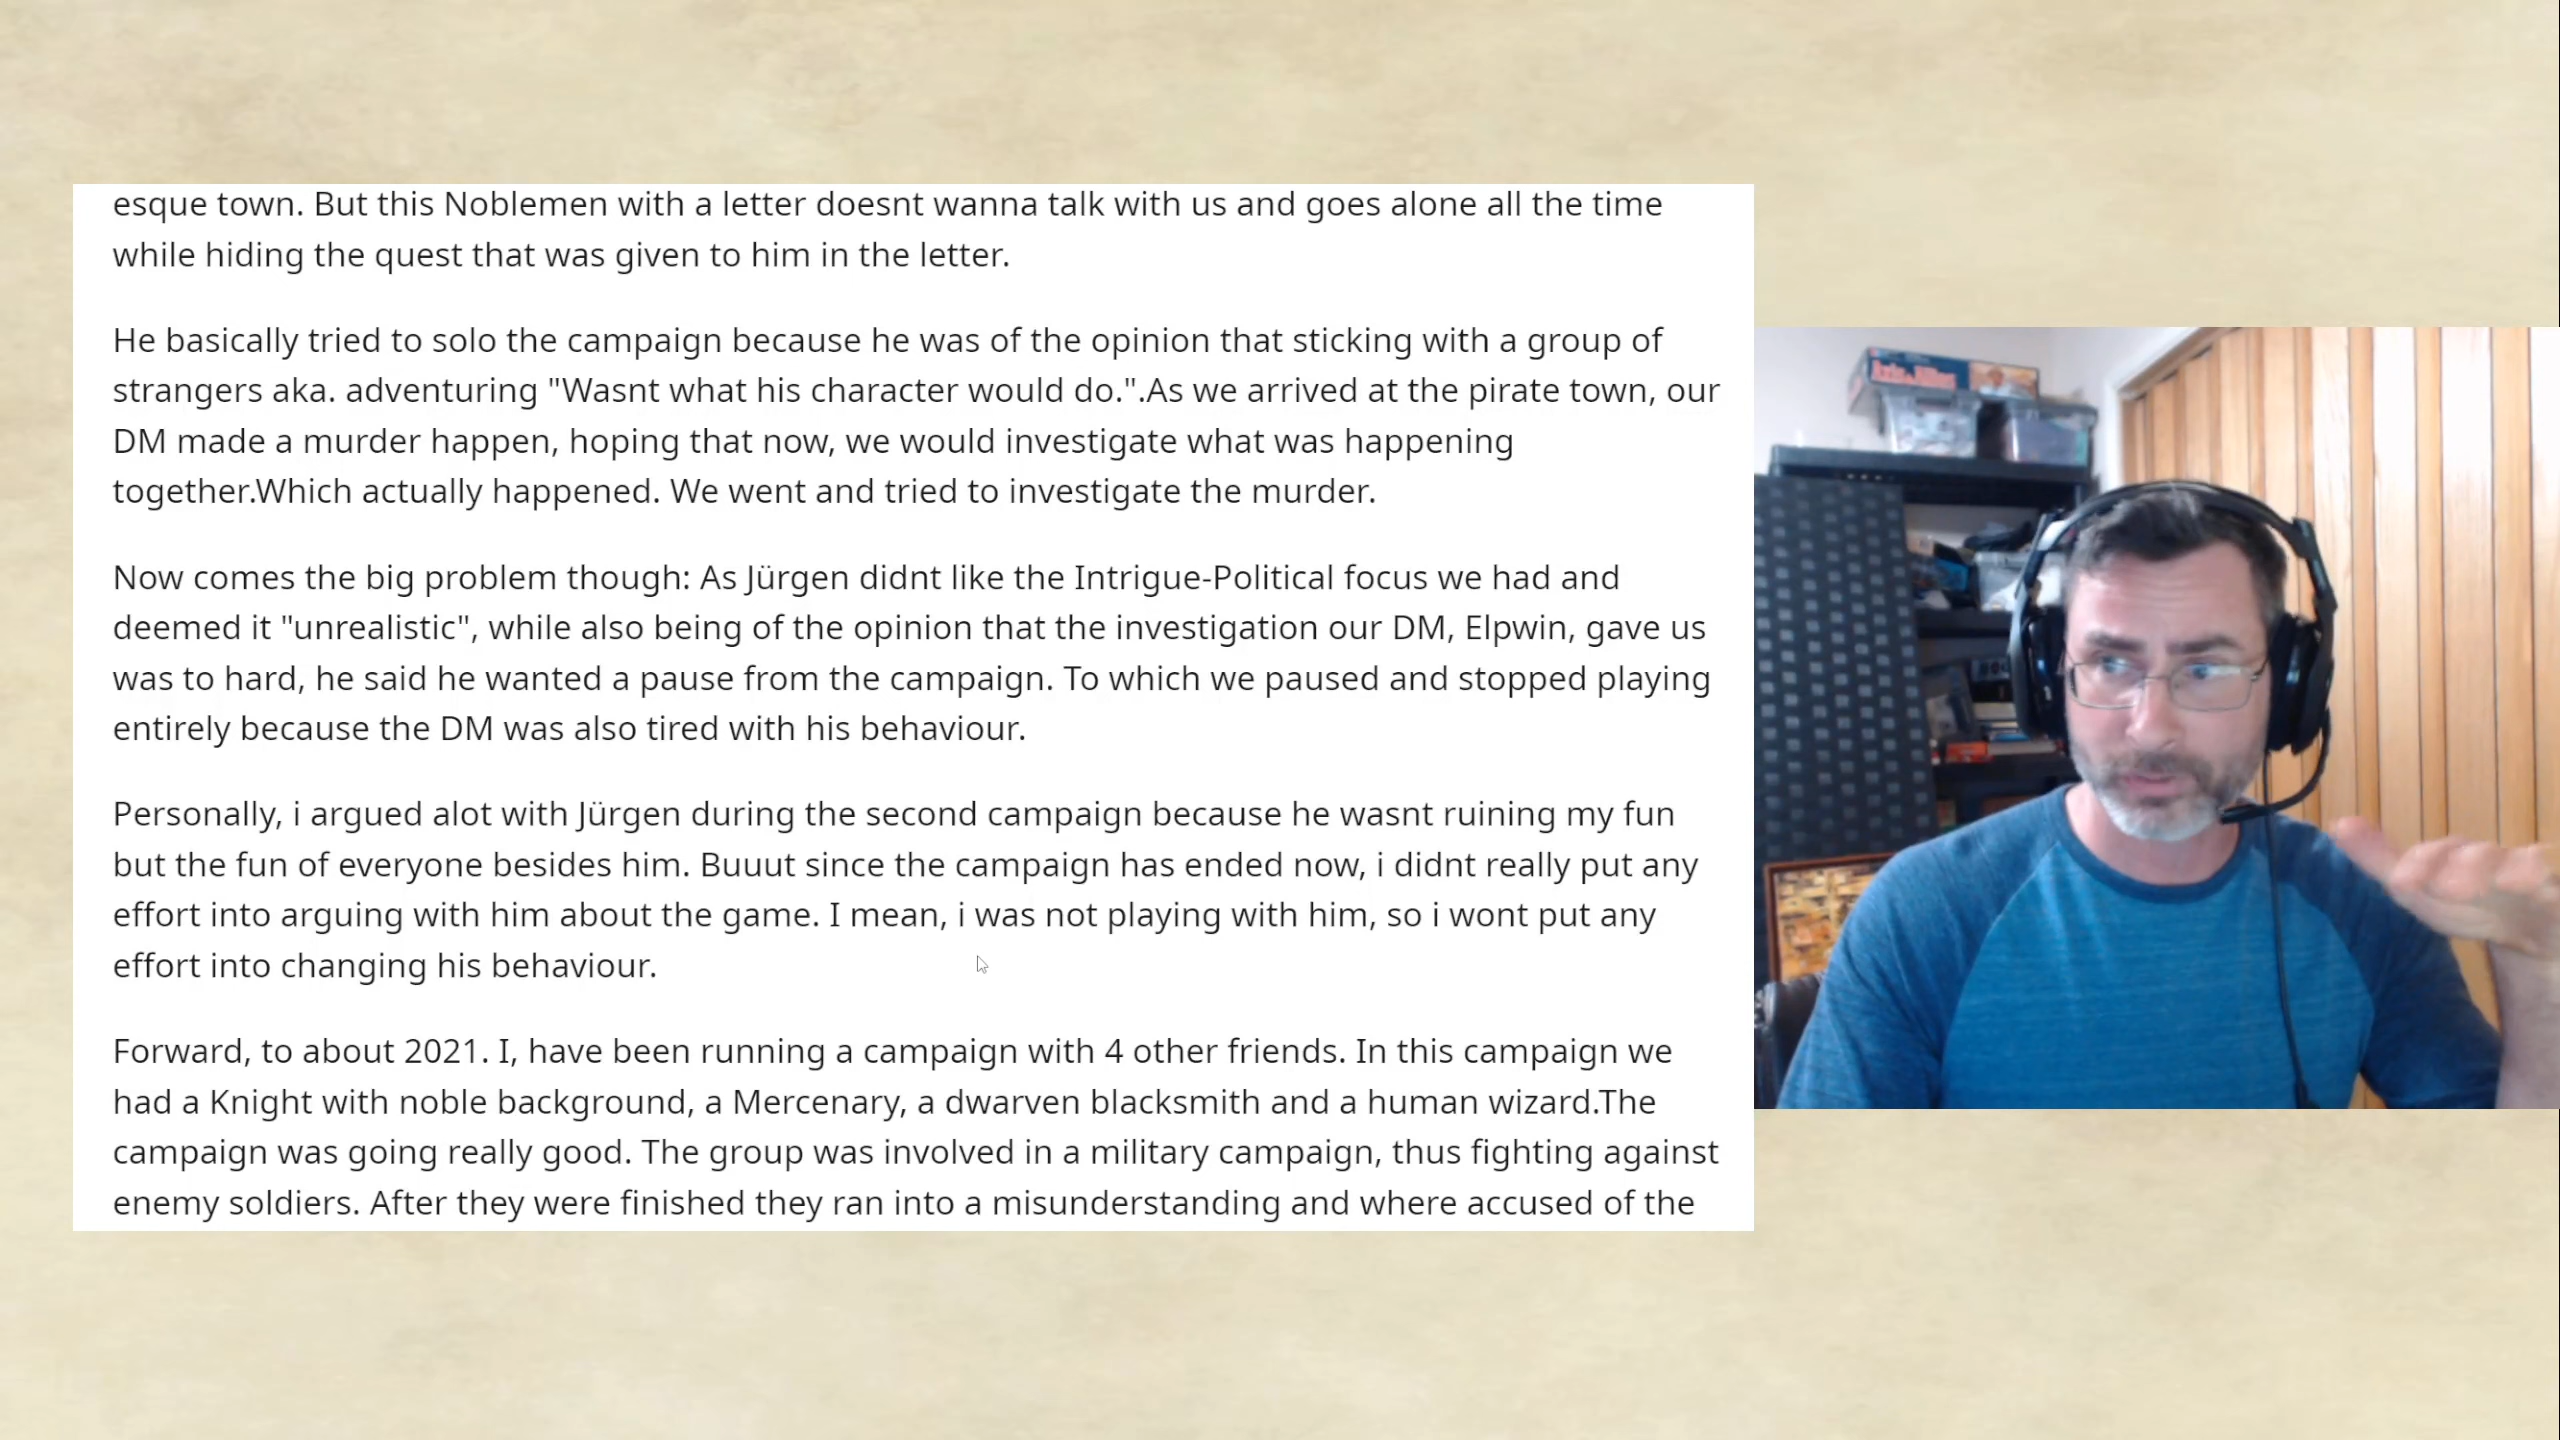 esque town. But this Noblemen with a letter doesnt wanna talk with us and goes alone all the time
while hiding the quest that was given to him in the letter.
He basically tried to solo the campaign because he was of the opinion that sticking with a group of
strangers aka. adventuring "Wasnt what his character would do.".As we arrived at the pirate town, our
DM made a murder happen, hoping that now, we would investigate what was happening
together.Which actually happened. We went and tried to investigate the murder.
Now comes the big problem though: As Jürgen didnt like the Intrigue-Political focus we had and
deemed it "unrealistic", while also being of the opinion that the investigation our DM, Elpwin, gave us
was to hard, he said he wanted a pause from the campaign. To which we paused and stopped playing
entirely because the DM was also tired with his behaviour.
Personally, i argued alot with Jürgen during the second campaign because he wasnt ruining my fun
but the fun of everyone besides him. Buuut since the campaign has ended now, i didnt really put any
effort into arguing with him about the game. I mean, i was not playing with him, so i wont put any
effort into changing his behaviour.
Forward, to about 2021. I, have been running a campaign with 4 other friends. In this campaign we
had a Knight with noble background, a Mercenary, a dwarven blacksmith and a human wizard.The
campaign was going really good. The group was involved in a military campaign, thus fighting against
enemy soldiers. After they were finished they ran into a misunderstanding and where accused of the
Axis & Allies